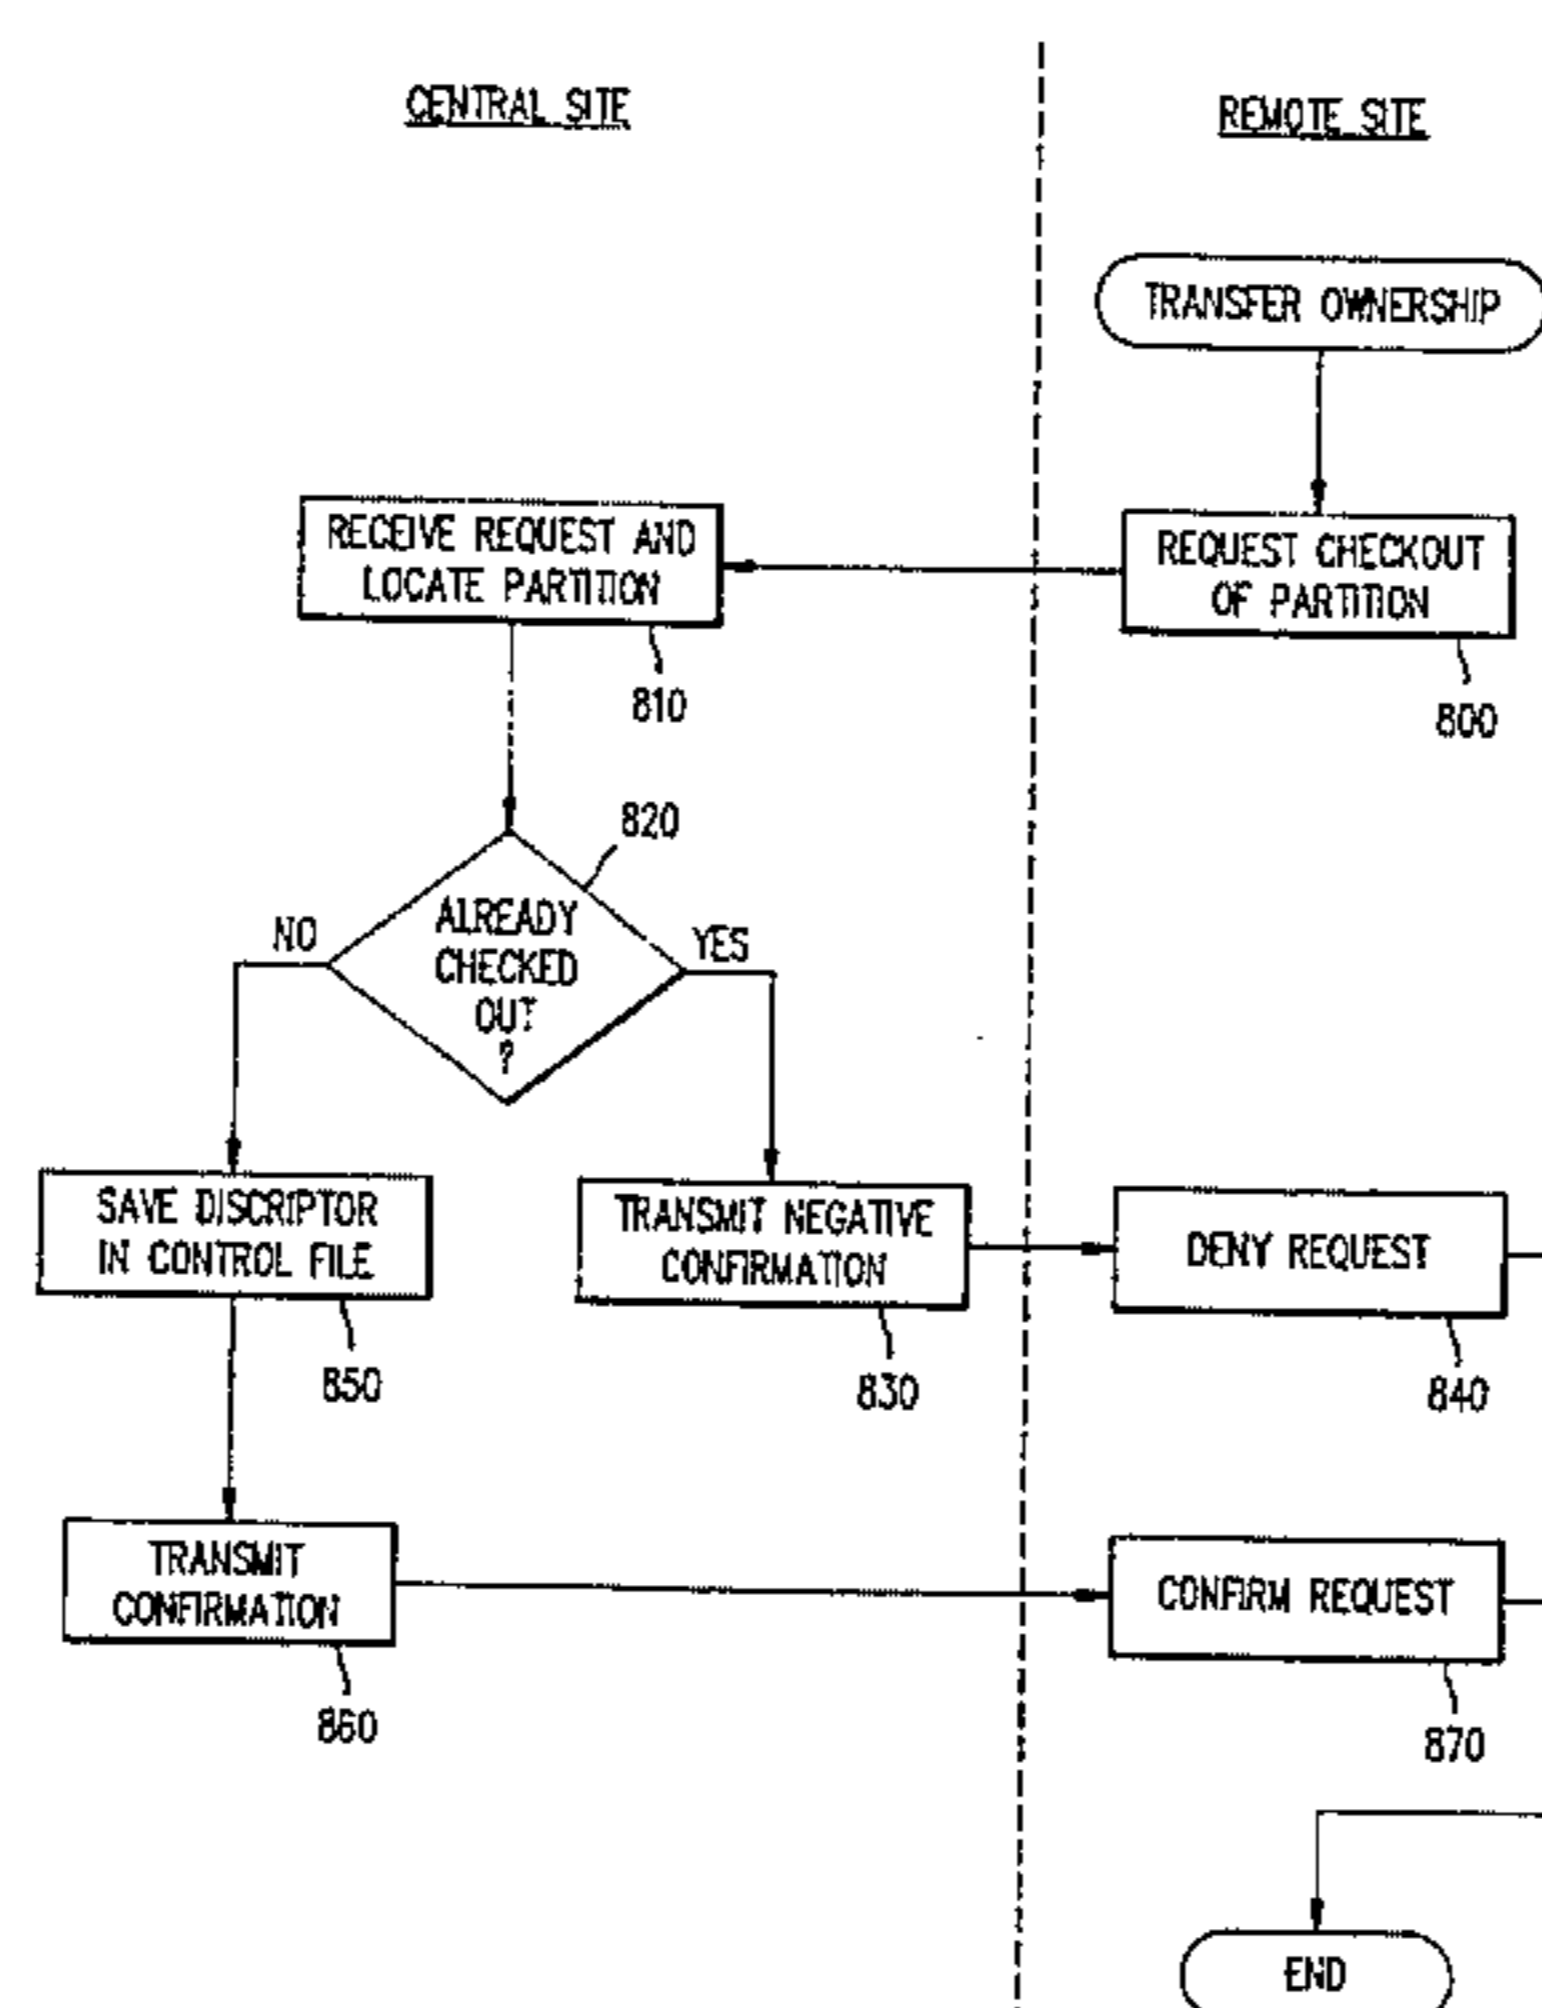 CENTRAL SITE
REMOTE SITE
TRANSFER OWNERSHIP
RECEIVE REQUEST AND
LOCATE PARTITION
810
REQUEST CHECKOUT
OF PARTITION
800
820
ALREADY
CHECKED
OUT
?
NO
YES
SAVE DISCRIPTOR
IN CONTROL FILE
850
TRANSMIT NEGATIVE
CONFIRMATION
830
DENY REQUEST
840
TRANSMIT
CONFIRMATION
860
CONFIRM REQUEST
870
END